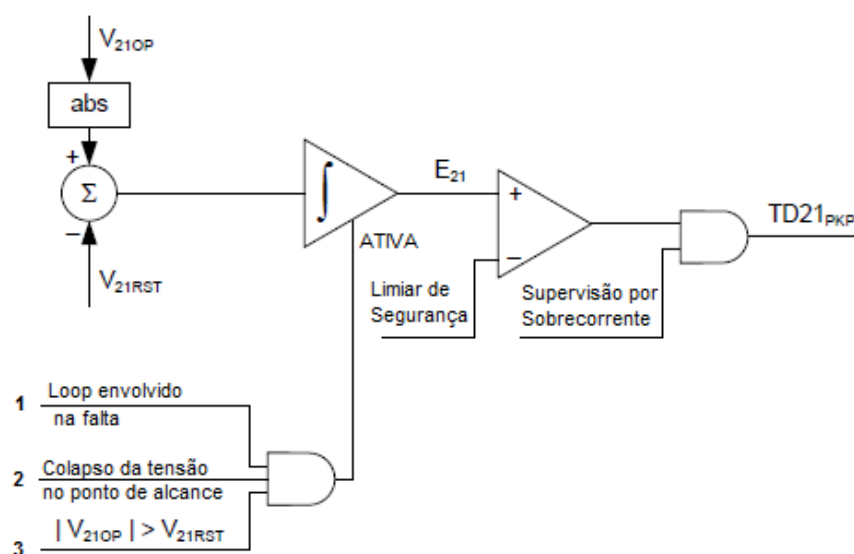 V21OP
abs
+
Σ
−
V21RST
∫
E21
ATIVA
+
−
Limiar de
Segurança
Supervisão por
Sobrecorrente
TD21PKP
1 Loop envolvido
na falta
2 Colapso da tensão
no ponto de alcance
3 | V21OP | > V21RST